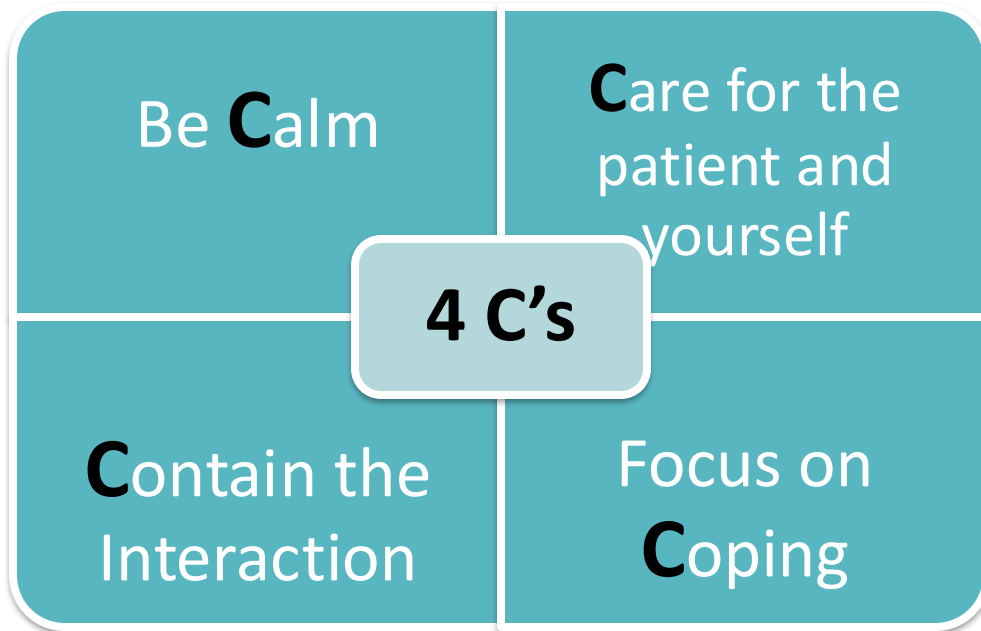 Be Calm
Care for the
patient and
yourself
4 C’s
Contain the
Interaction
Focus on
Coping